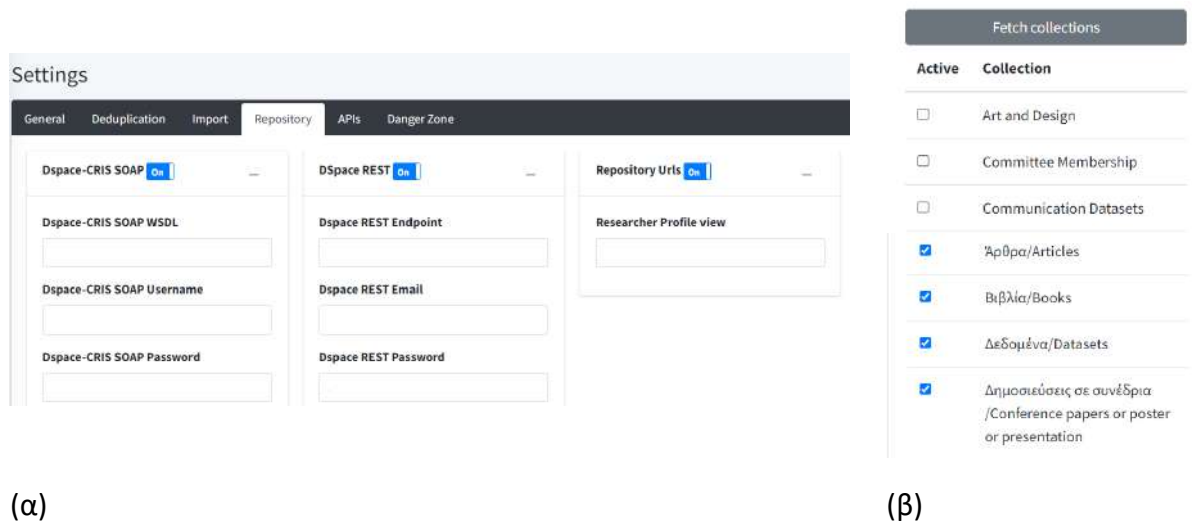 Settings
General Deduplication Import Repository APIs Danger Zone
Dspace-CRIS SOAP On
DSpace REST On
Repository Urls On
Dspace-CRIS SOAP WSDL
Dspace REST Endpoint
Researcher Profile view
Dspace-CRIS SOAP Username
Dspace REST Email
Dspace-CRIS SOAP Password
Dspace REST Password
(α)
Fetch collections
Active Collection
Art and Design
Committee Membership
Communication Datasets
Άρθρα/Articles
Βιβλία/Books
Δεδομένα/Datasets
Δημοσιεύσεις σε συνέδρια
/Conference papers or poster
or presentation
(β)